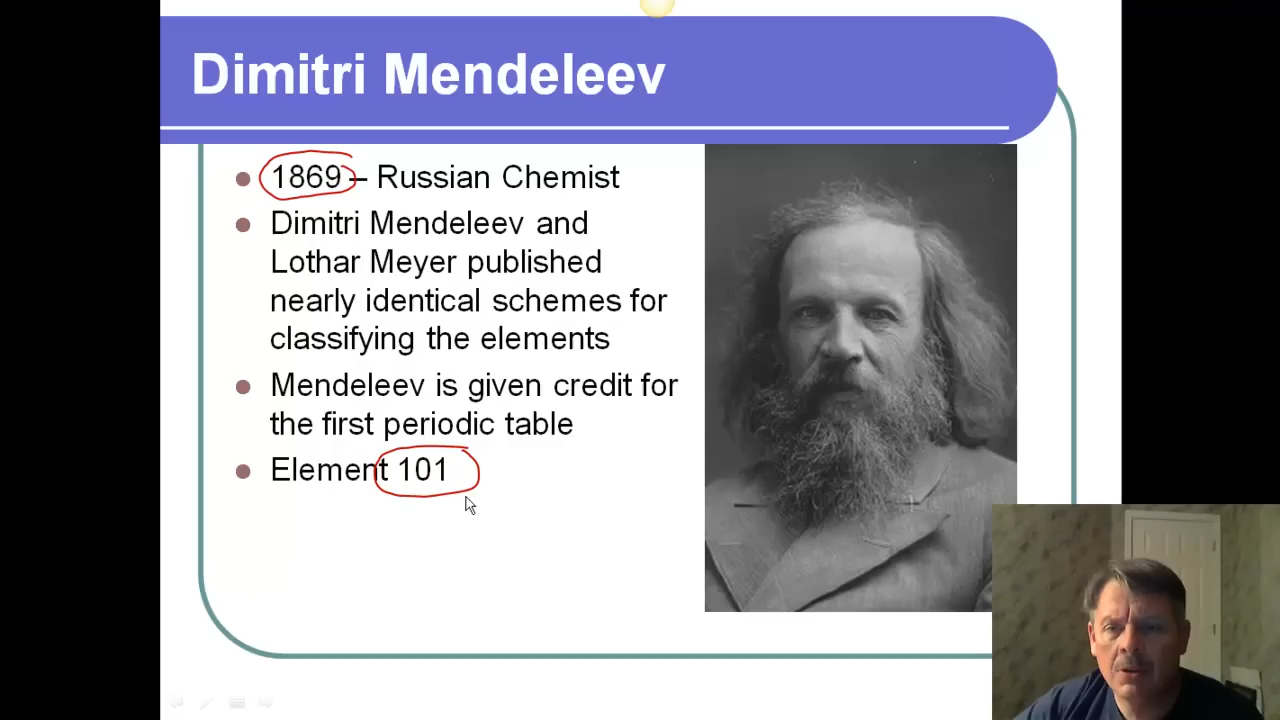 Dimitri Mendeleev
1869 – Russian Chemist
Dimitri Mendeleev and
Lothar Meyer published
nearly identical schemes for
classifying the elements
Mendeleev is given credit for
the first periodic table
Element 101